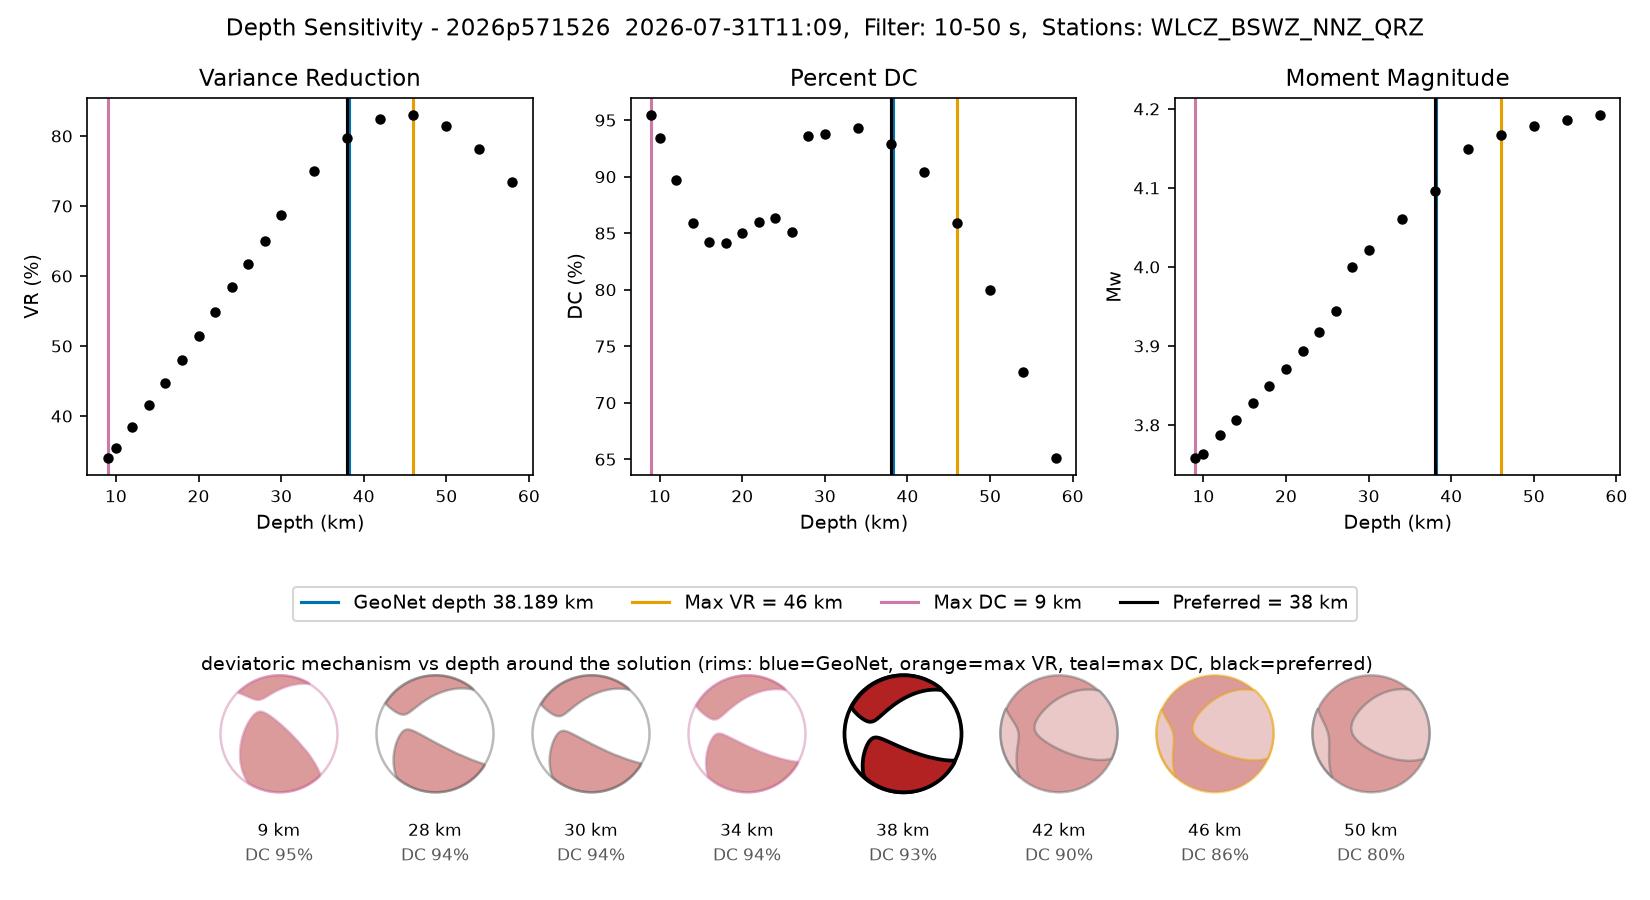 Depth Sensitivity - 2026p571526  2026-07-31T11:09,  Filter: 10-50 s,  Stations: WLCZ_BSWZ_NNZ_QRZ
Variance Reduction
VR (%)
80
70
60
50
40
10 20 30 40 50 60
Depth (km)
Percent DC
DC (%)
95
90
85
80
75
70
65
10 20 30 40 50 60
Depth (km)
Moment Magnitude
Mw
4.2
4.1
4.0
3.9
3.8
10 20 30 40 50 60
Depth (km)
GeoNet depth 38.189 km  Max VR = 46 km  Max DC = 9 km  Preferred = 38 km
deviatoric mechanism vs depth around the solution (rims: blue=GeoNet, orange=max VR, teal=max DC, black=preferred)
9 km 28 km 30 km 34 km 38 km 42 km 46 km 50 km
DC 95% DC 94% DC 94% DC 94% DC 93% DC 90% DC 86% DC 80%